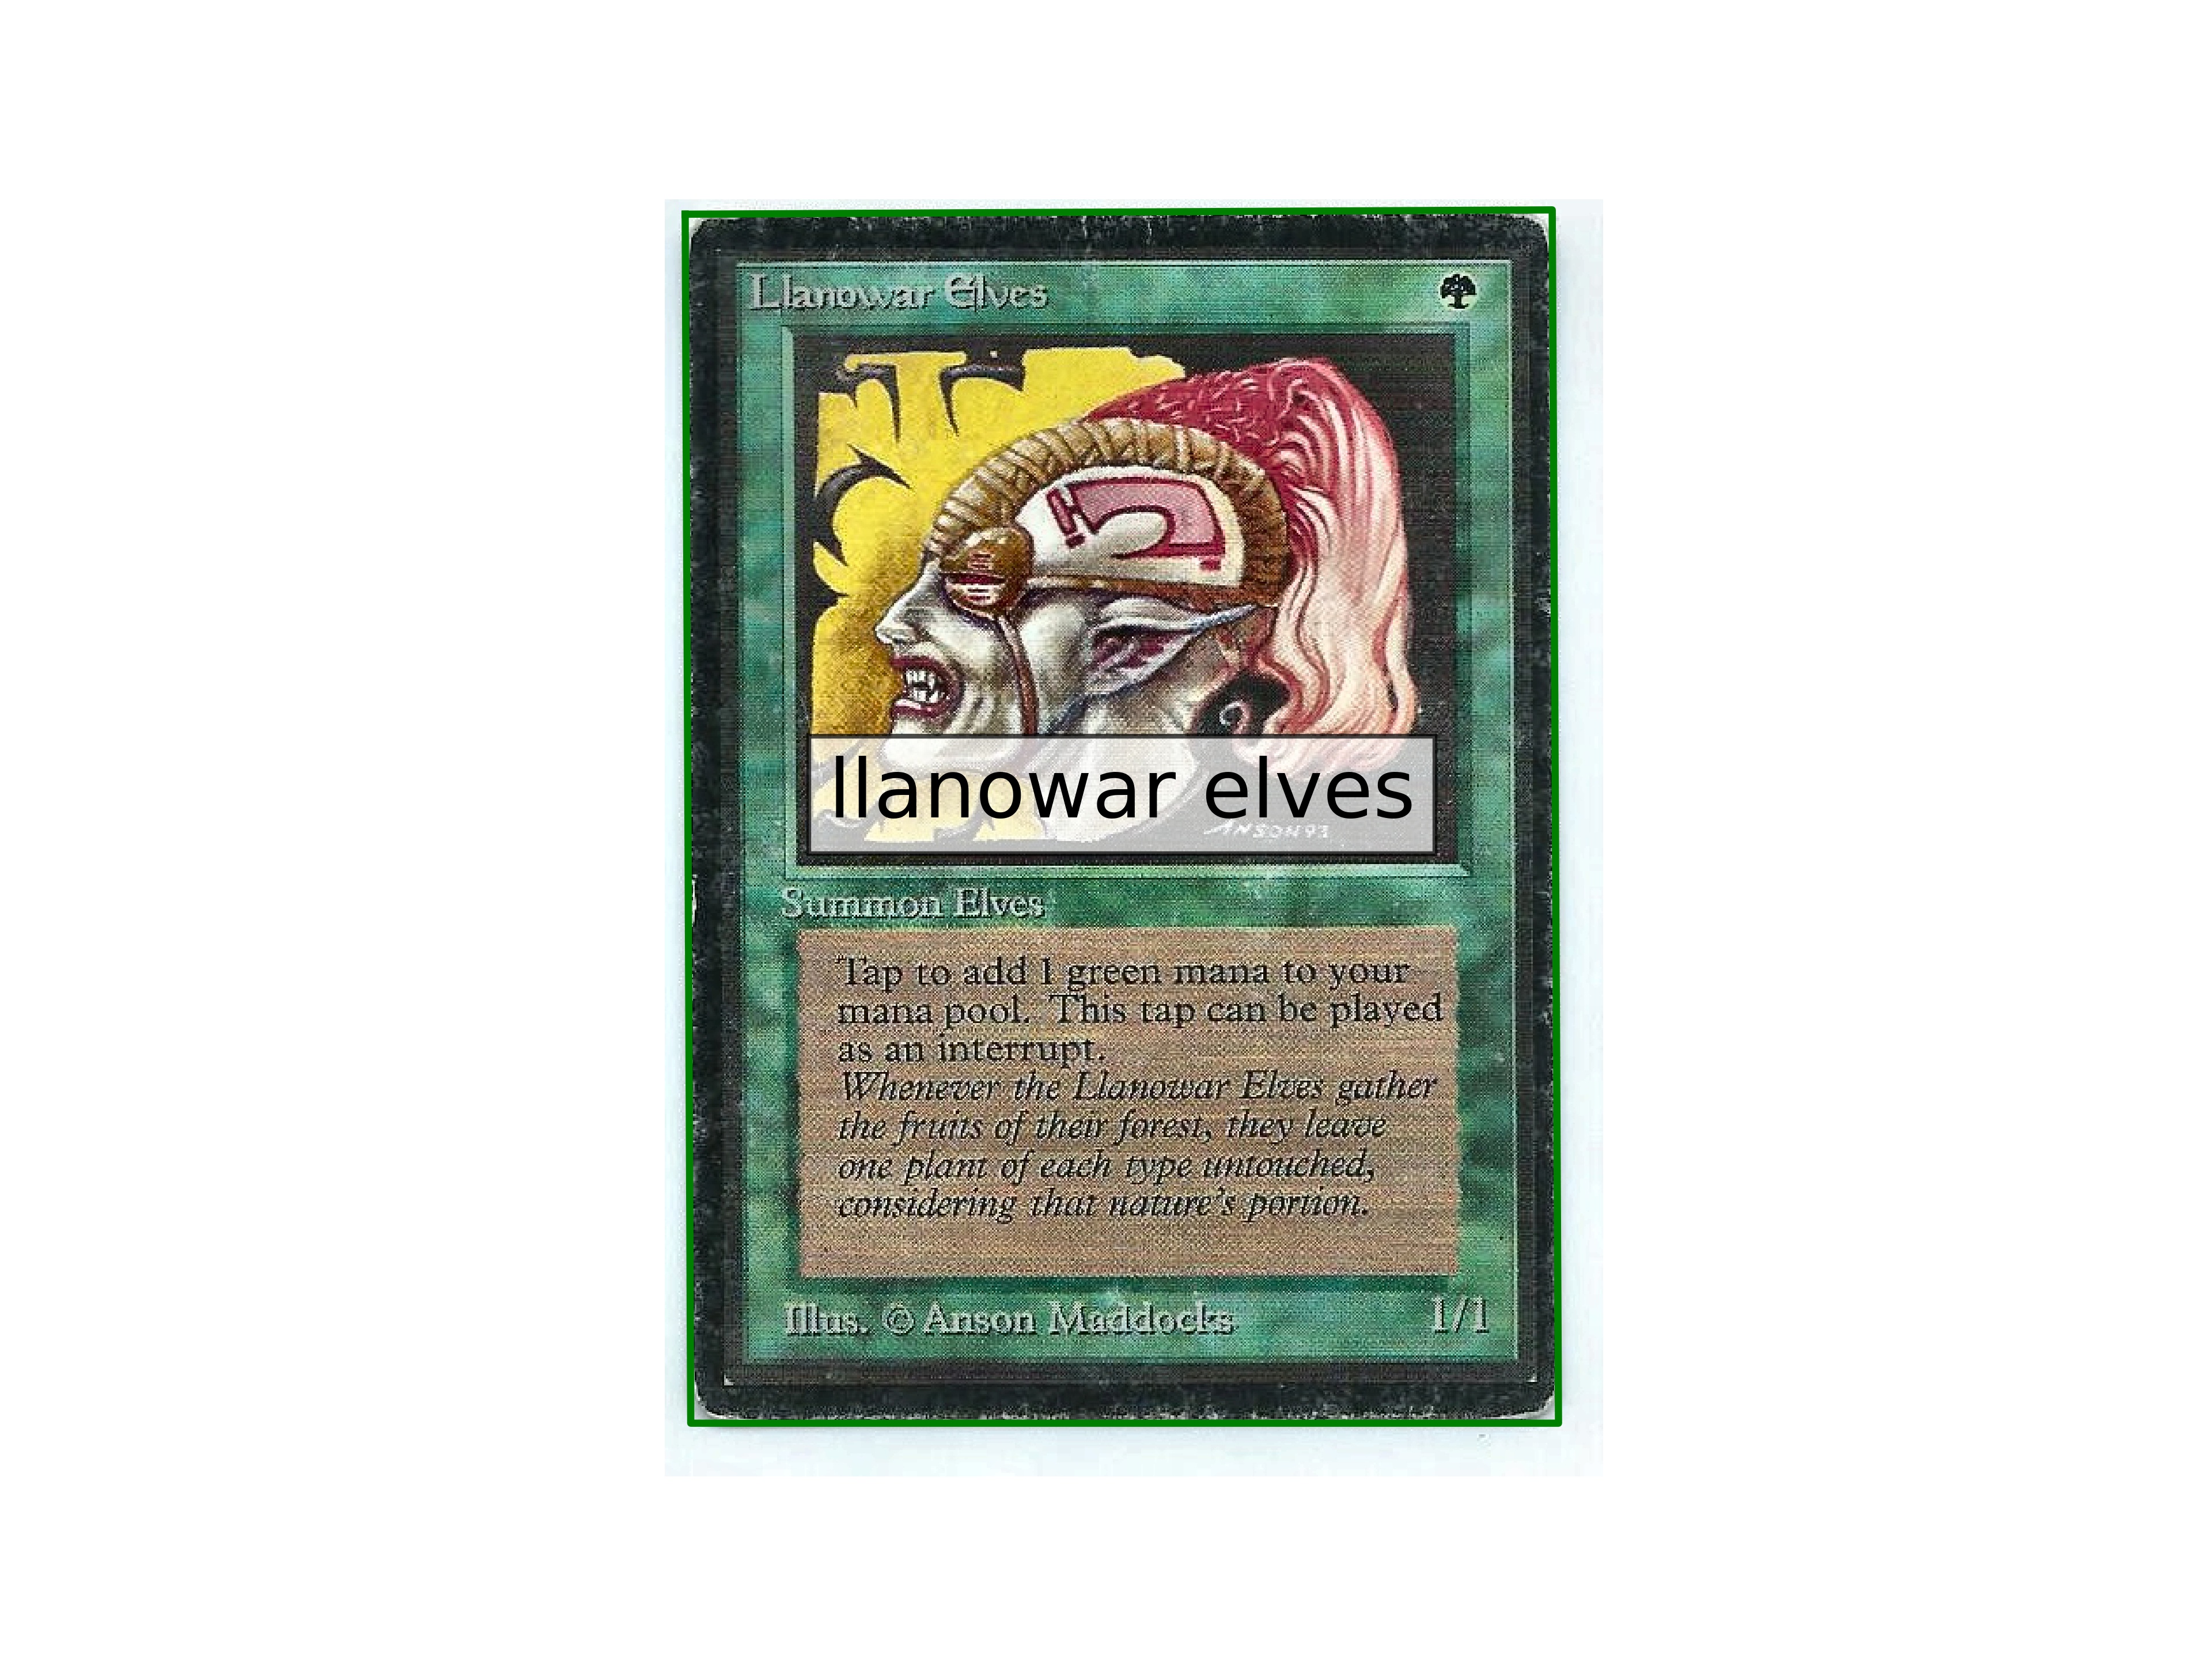 Llanowar Elves
llanowar elves
ANSON93
Summon Elves
Tap to add 1 green mana to your
mana pool. This tap can be played
as an interrupt.
Whenever the Llanowar Elves gather
the fruits of their forest, they leave
one plant of each type untouched,
considering that nature's portion.
Illus. © Anson Maddocks
1/1